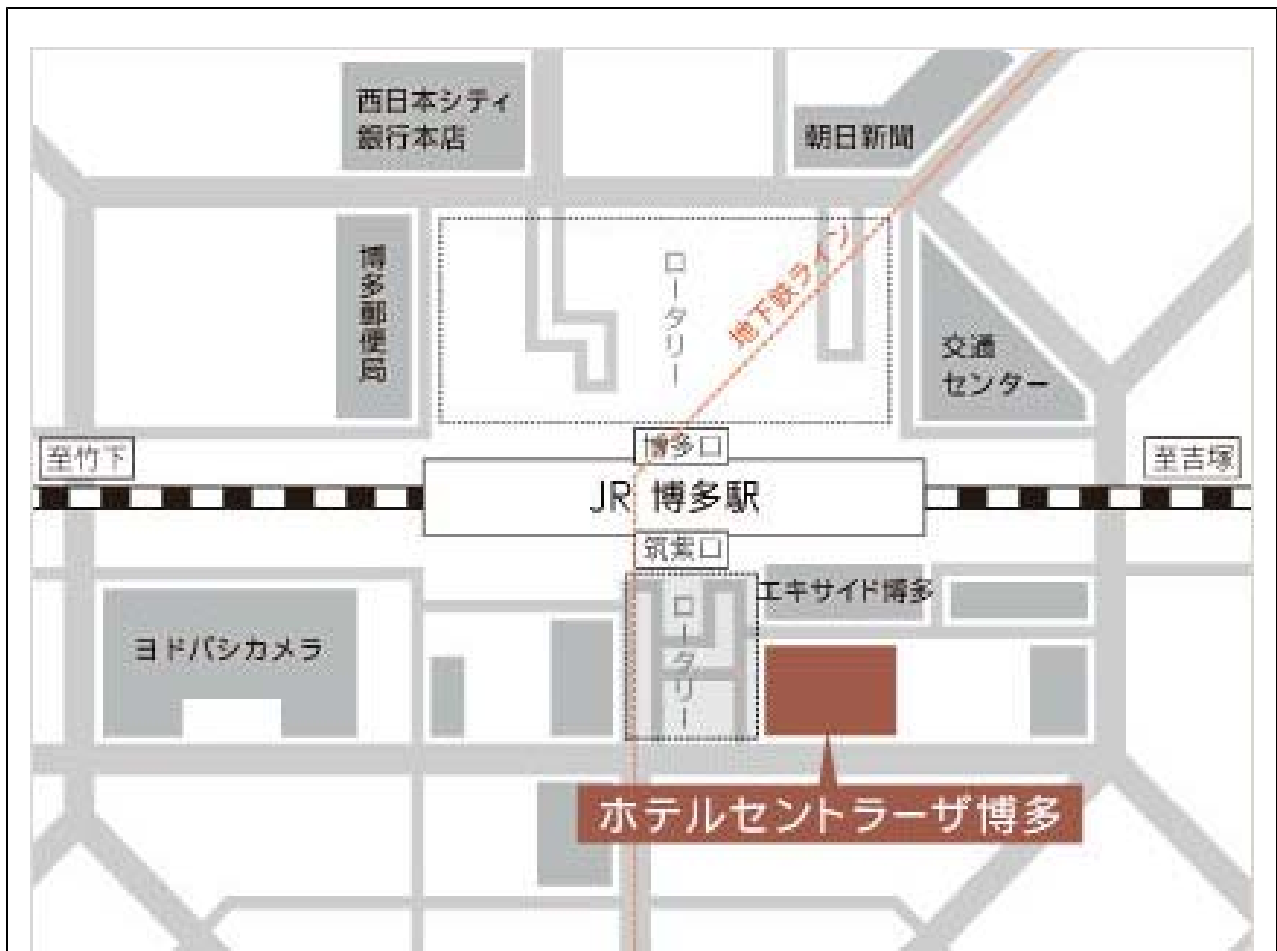 西日本シティ
銀行本店
朝日新聞
博多郵便局
ロータリー
地下鉄ライン
交通
センター
至竹下
博多口
至吉塚
JR 博多駅
筑紫口
エキサイド博多
ロータリー
ヨドバシカメラ
ホテルセントラーザ博多